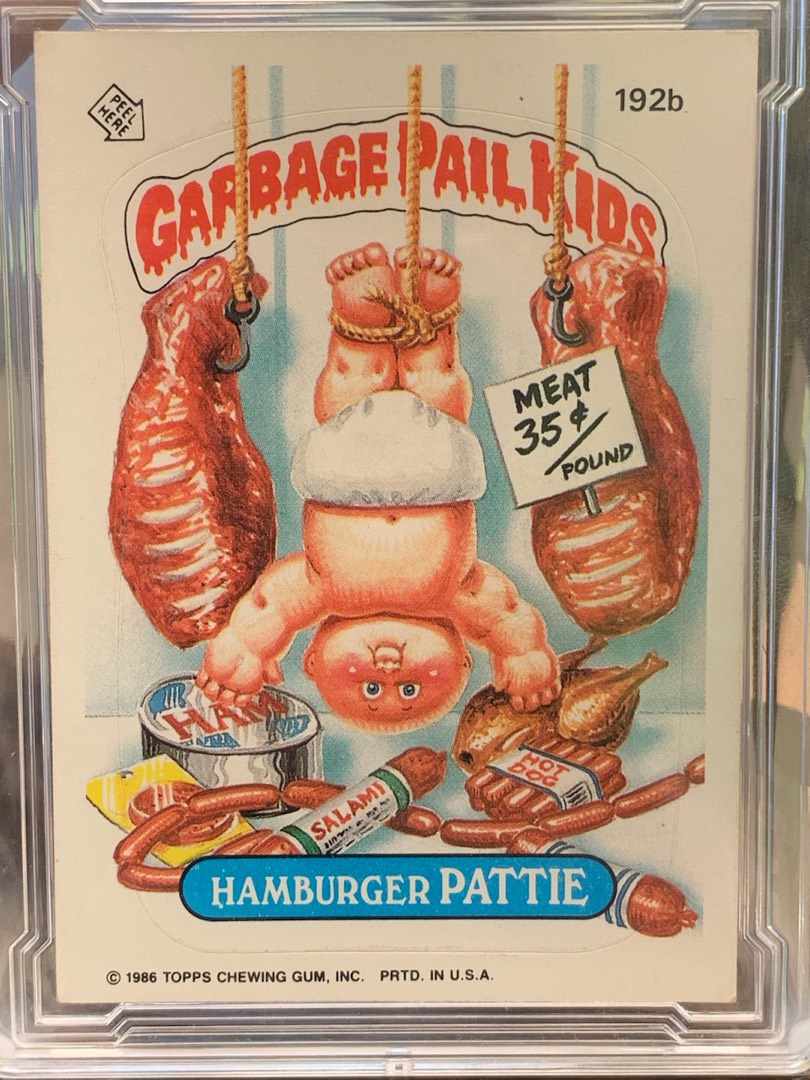 PEEL
HERE
192b
GARBAGE PAIL KIDS
MEAT
35¢/
POUND
HAM
HOT
DOG
SALAMI
HAMBURGER PATTIE
© 1986 TOPPS CHEWING GUM, INC. PRTD. IN U.S.A.